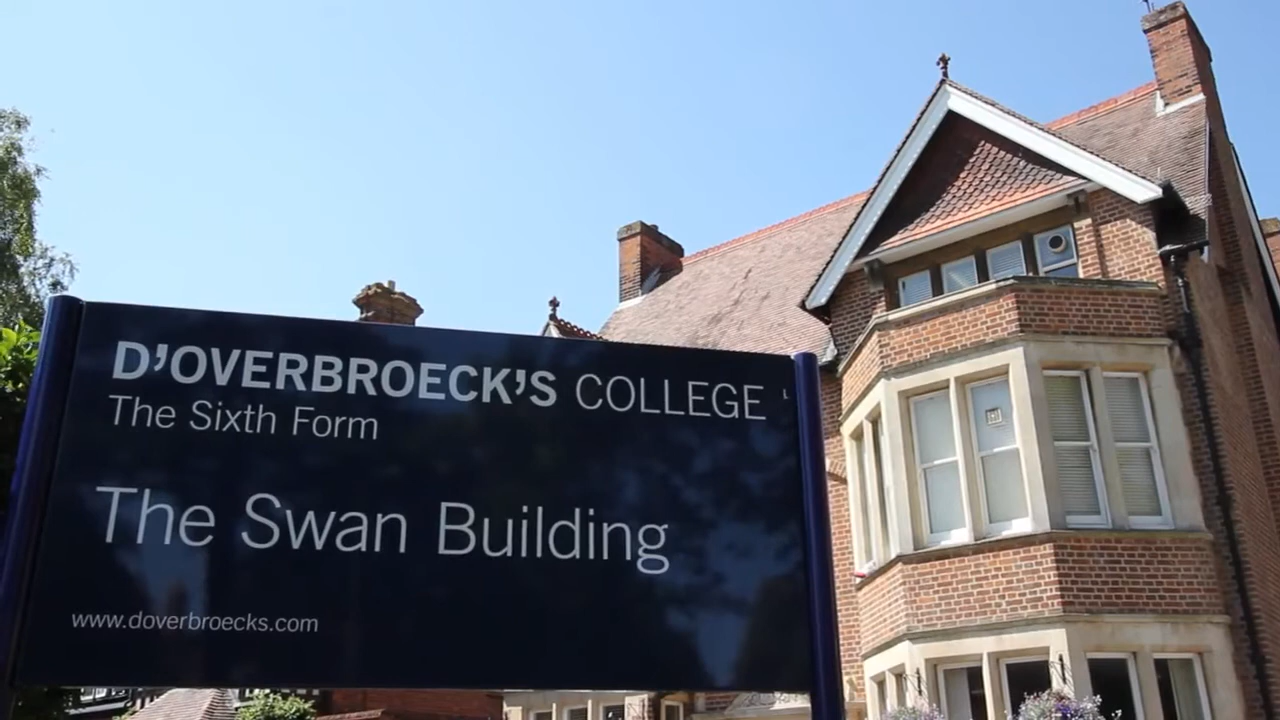 D'OVERBROECK'S COLLEGE
The Sixth Form
The Swan Building
www.doverbroecks.com